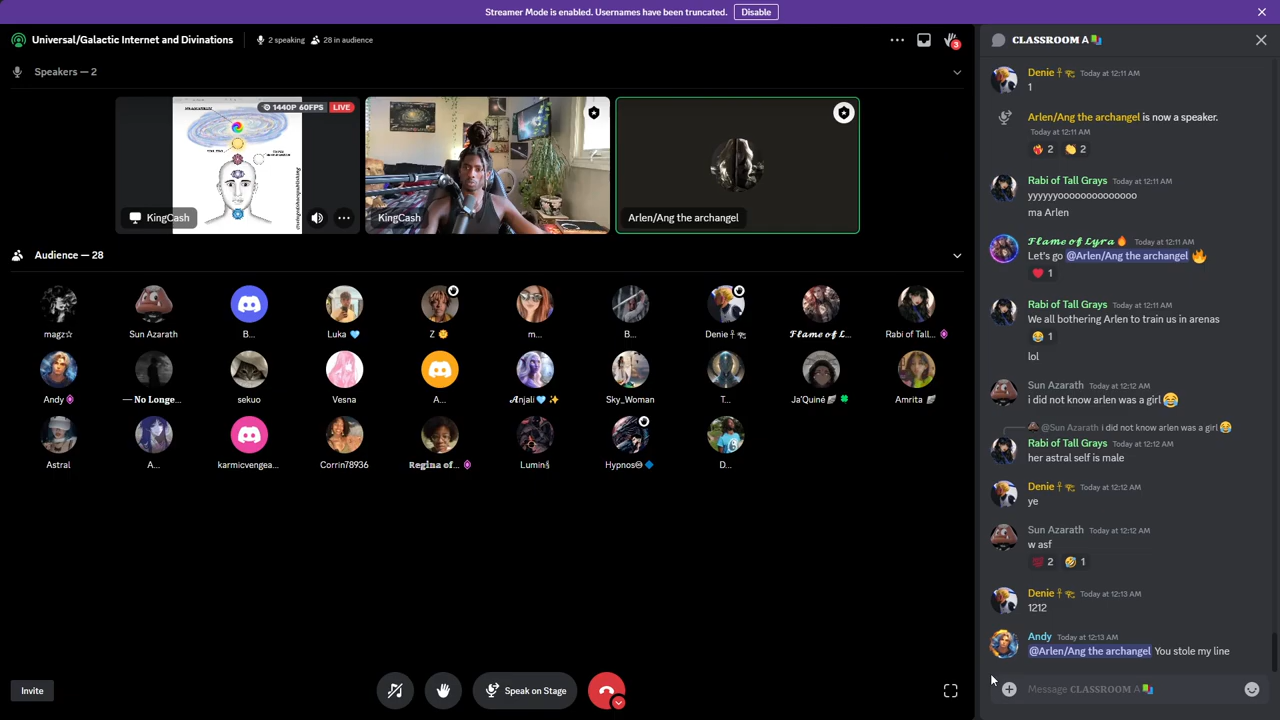 Streamer Mode is enabled. Usernames have been truncated. Disable
Universal/Galactic Internet and Divinations 2 speaking 28 in audience
3
Speakers — 2
1440P 60FPS LIVE
KingCash
KingCash
Arlen/Ang the archangel
Audience — 28
magz☆ Sun Azarath B... Luka 🩵 Z 🌞 m... B... Denie 𝓕𝓵𝓪𝓶𝓮 𝓸𝓯 𝓛... Rabi of Tall...
Andy — 𝐍𝐨 𝐋𝐨𝐧𝐠𝐞... sekuo Vesna A... 𝓐njali🩵✨ Sky_Woman T... Ja'Quiné 🍀 Amrita
Astral A... karmicvengea... Corrin78936 ℝ𝕖𝕘𝕚𝕟𝕒 𝕠𝕗... Lumin Hypnos 🔷 D...
Invite
Speak on Stage
𝐂𝐋𝐀𝐒𝐒𝐑𝐎𝐎𝐌 𝐀
Denie Today at 12:11 AM
1
Arlen/Ang the archangel is now a speaker.
Today at 12:11 AM
2 👏 2
Rabi of Tall Grays Today at 12:11 AM
yyyyyyooooooooooooo
ma Arlen
𝓕𝓵𝓪𝓶𝓮 𝓸𝓯 𝓛𝔂𝓻𝓪🔥 Today at 12:11 AM
Let's go @Arlen/Ang the archangel 🔥
❤️ 1
Rabi of Tall Grays Today at 12:11 AM
We all bothering Arlen to train us in arenas
😂 1
lol
Sun Azarath Today at 12:12 AM
i did not know arlen was a girl 😂
@Sun Azarath i did not know arlen was a girl 😂
Rabi of Tall Grays Today at 12:12 AM
her astral self is male
Denie Today at 12:12 AM
ye
Sun Azarath Today at 12:12 AM
w asf
2 🤣 1
Denie Today at 12:13 AM
1212
Andy Today at 12:13 AM
@Arlen/Ang the archangel You stole my line
Message 𝐂𝐋𝐀𝐒𝐒𝐑𝐎𝐎𝐌 𝐀